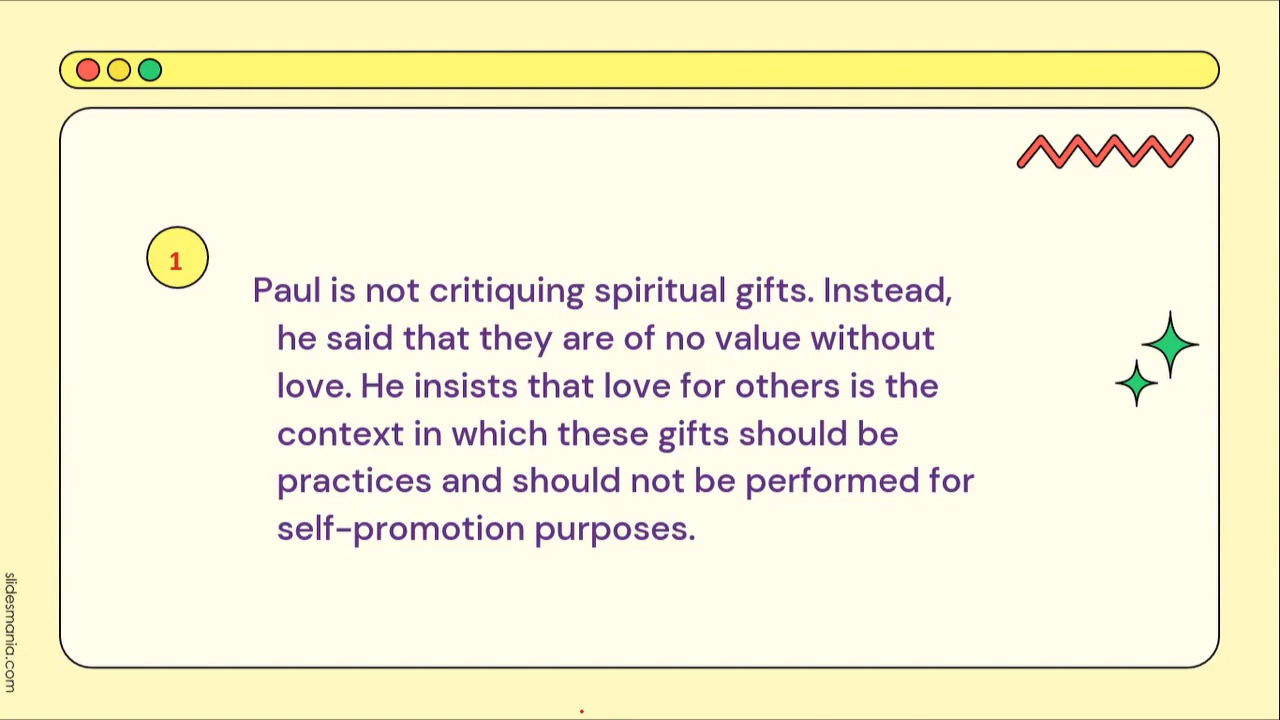 1
Paul is not critiquing spiritual gifts. Instead,
he said that they are of no value without
love. He insists that love for others is the
context in which these gifts should be
practices and should not be performed for
self-promotion purposes.
slidesmania.com